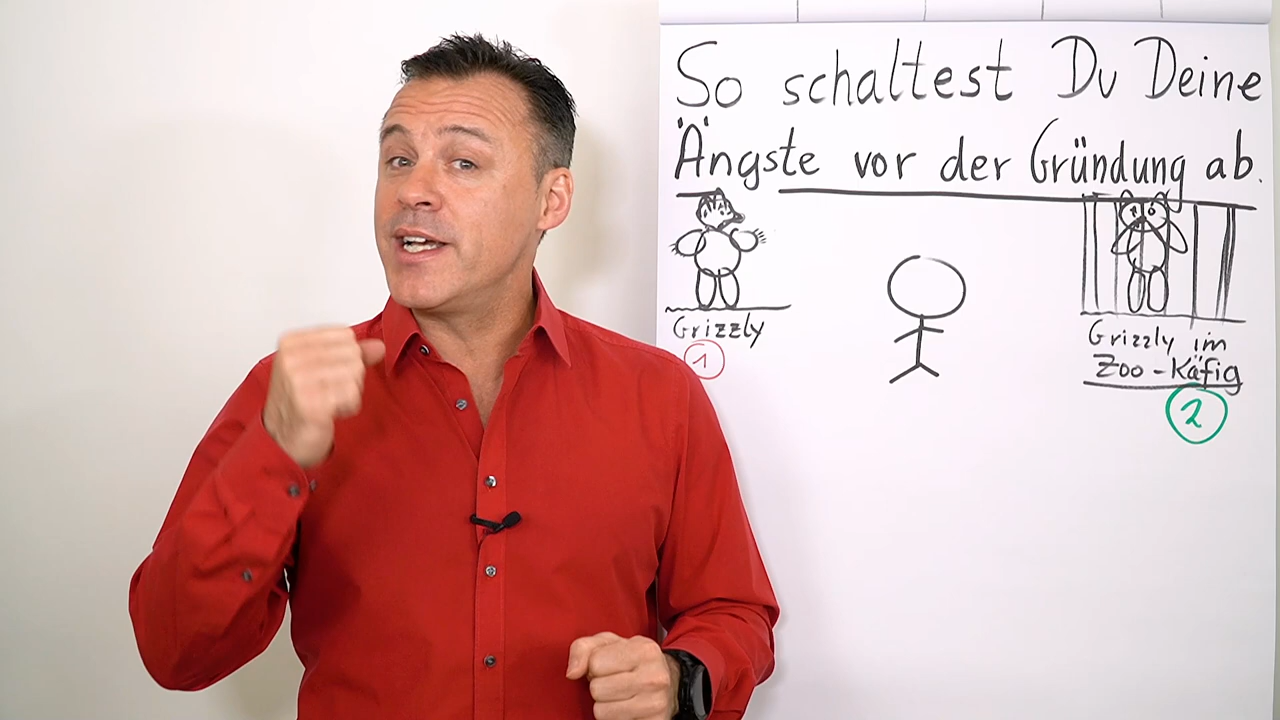 So schaltest Du Deine
Ängste vor der Gründung ab.
Grizzly
1
Grizzly im
Zoo-Käfig
2